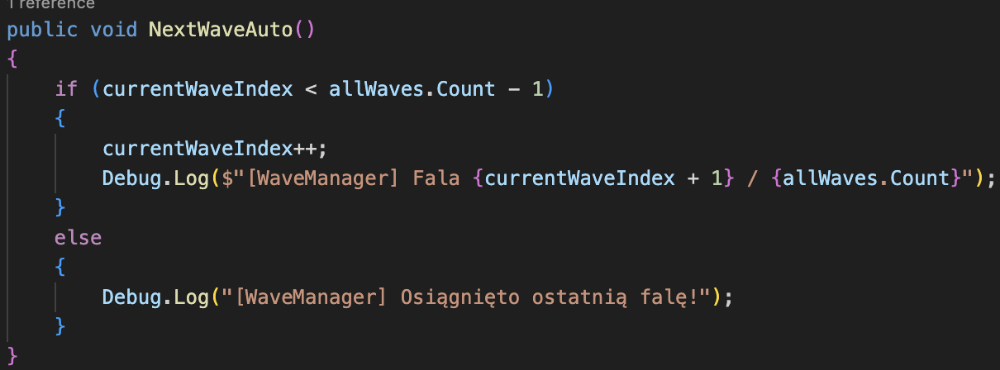 1 reference
public void NextWaveAuto()
{
if (currentWaveIndex < allWaves.Count - 1)
{
currentWaveIndex++;
Debug.Log($"[WaveManager] Fala {currentWaveIndex + 1} / {allWaves.Count}");
}
else
{
Debug.Log("[WaveManager] Osiągnięto ostatnią falę!");
}
}